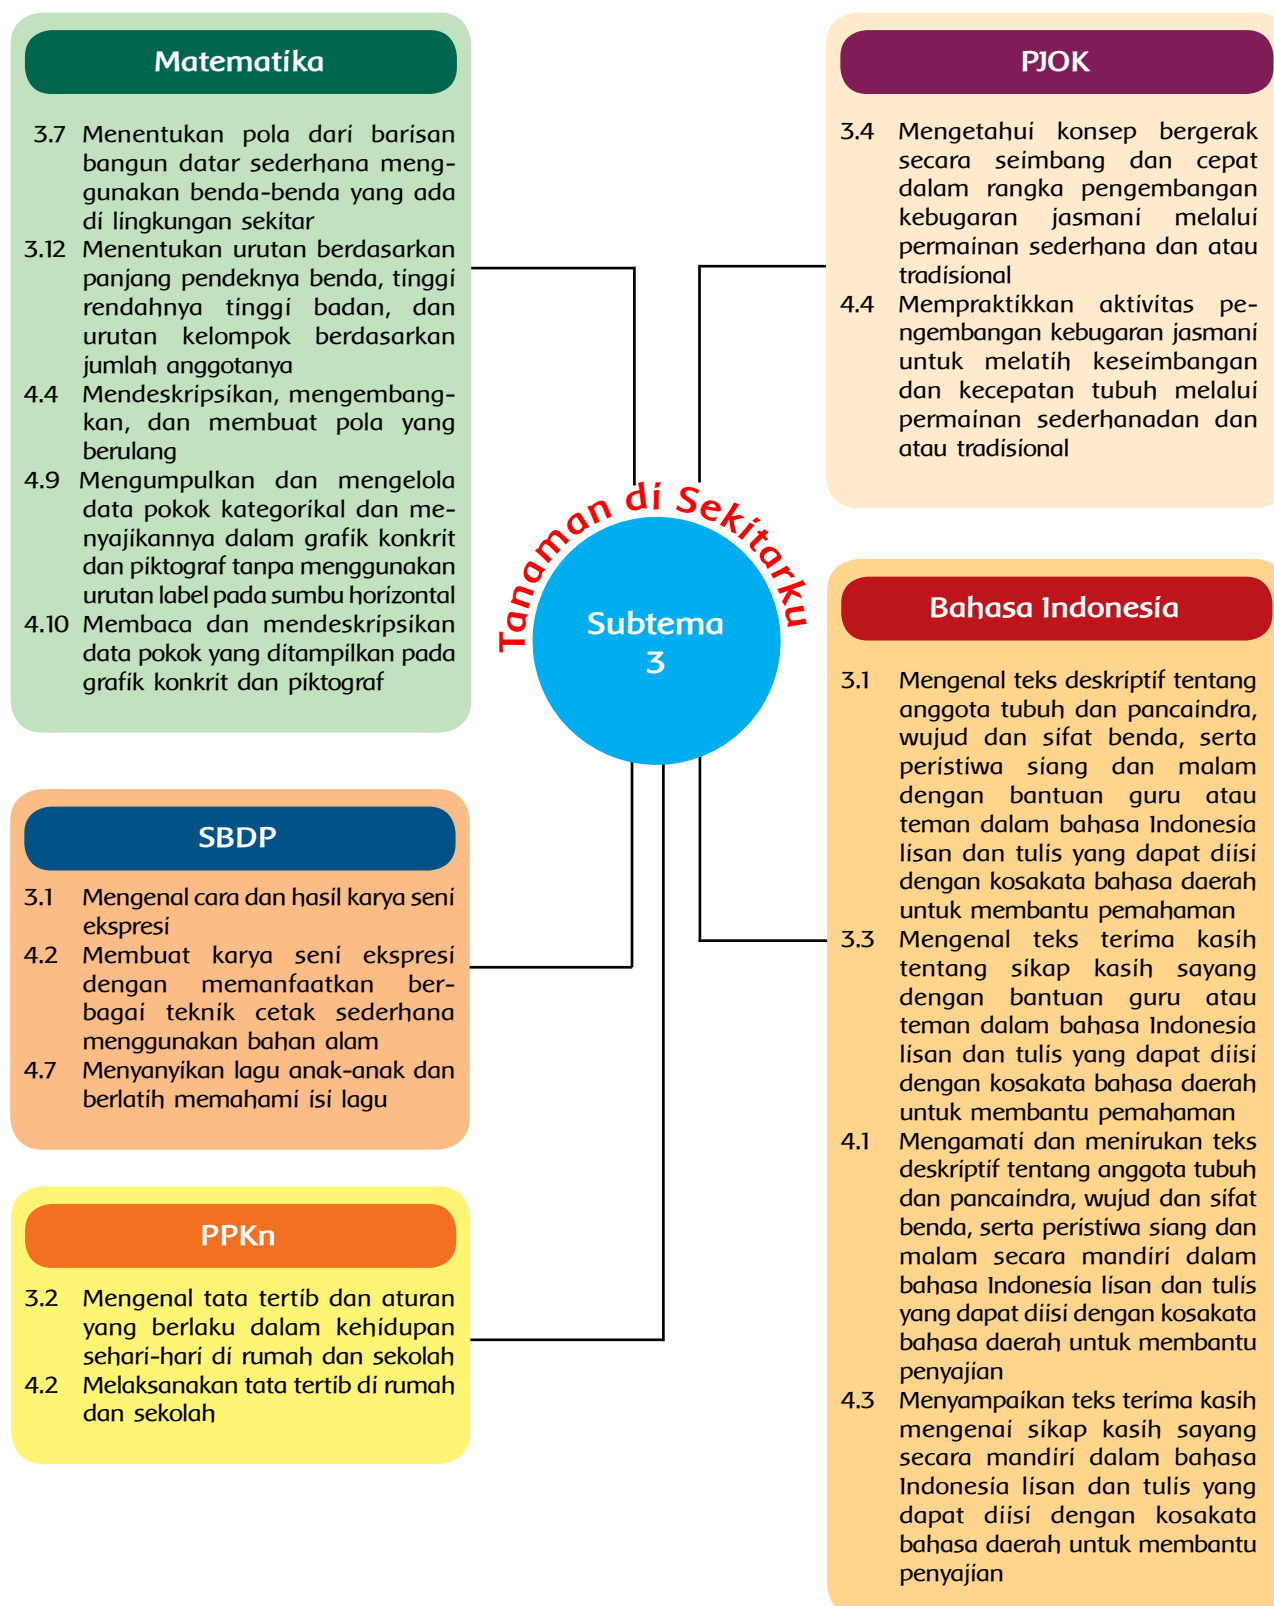 Matematika
3.7 Menentukan pola dari barisan
bangun datar sederhana meng-
gunakan benda-benda yang ada
di lingkungan sekitar
3.12 Menentukan urutan berdasarkan
panjang pendeknya benda, tinggi
rendahnya tinggi badan, dan
urutan kelompok berdasarkan
jumlah anggotanya
4.4 Mendeskripsikan, mengembang-
kan, dan membuat pola yang
berulang
4.9 Mengumpulkan dan mengelola
data pokok kategorikal dan me-
nyajikannya dalam grafik konkrit
dan piktograf tanpa menggunakan
urutan label pada sumbu horizontal
4.10 Membaca dan mendeskripsikan
data pokok yang ditampilkan pada
grafik konkrit dan piktograf
PJOK
3.4 Mengetahui konsep bergerak
secara seimbang dan cepat
dalam rangka pengembangan
kebugaran jasmani melalui
permainan sederhana dan atau
tradisional
4.4 Mempraktikkan aktivitas pe-
ngembangan kebugaran jasmani
untuk melatih keseimbangan
dan kecepatan tubuh melalui
permainan sederhanadan dan
atau tradisional
Tanaman di Sekitarku
Subtema
3
SBDP
3.1 Mengenal cara dan hasil karya seni
ekspresi
4.2 Membuat karya seni ekspresi
dengan memanfaatkan ber-
bagai teknik cetak sederhana
menggunakan bahan alam
4.7 Menyanyikan lagu anak-anak dan
berlatih memahami isi lagu
PPKn
3.2 Mengenal tata tertib dan aturan
yang berlaku dalam kehidupan
sehari-hari di rumah dan sekolah
4.2 Melaksanakan tata tertib di rumah
dan sekolah
Bahasa Indonesia
3.1 Mengenal teks deskriptif tentang
anggota tubuh dan pancaindra,
wujud dan sifat benda, serta
peristiwa siang dan malam
dengan bantuan guru atau
teman dalam bahasa Indonesia
lisan dan tulis yang dapat diisi
dengan kosakata bahasa daerah
untuk membantu pemahaman
3.3 Mengenal teks terima kasih
tentang sikap kasih sayang
dengan bantuan guru atau
teman dalam bahasa Indonesia
lisan dan tulis yang dapat diisi
dengan kosakata bahasa daerah
untuk membantu pemahaman
4.1 Mengamati dan menirukan teks
deskriptif tentang anggota tubuh
dan pancaindra, wujud dan sifat
benda, serta peristiwa siang dan
malam secara mandiri dalam
bahasa Indonesia lisan dan tulis
yang dapat diisi dengan kosakata
bahasa daerah untuk membantu
penyajian
4.3 Menyampaikan teks terima kasih
mengenai sikap kasih sayang
secara mandiri dalam bahasa
Indonesia lisan dan tulis yang
dapat diisi dengan kosakata
bahasa daerah untuk membantu
penyajian